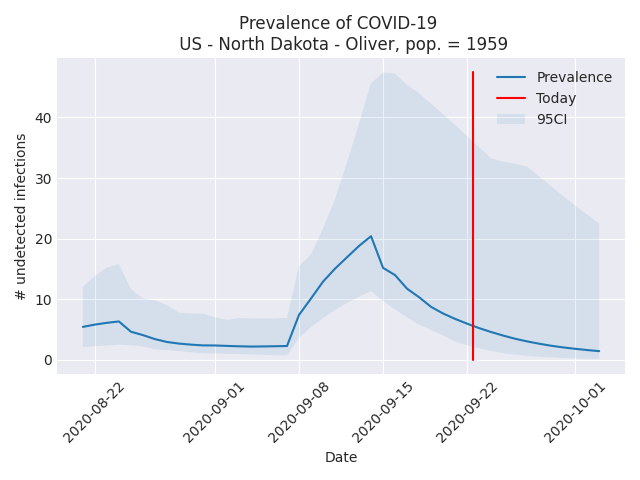 Prevalence of COVID-19
US - North Dakota - Oliver, pop. = 1959
Prevalence
Today
95CI
# undetected infections
40
30
20
10
0
2020-08-22
2020-09-01
2020-09-08
2020-09-15
2020-09-22
2020-10-01
Date